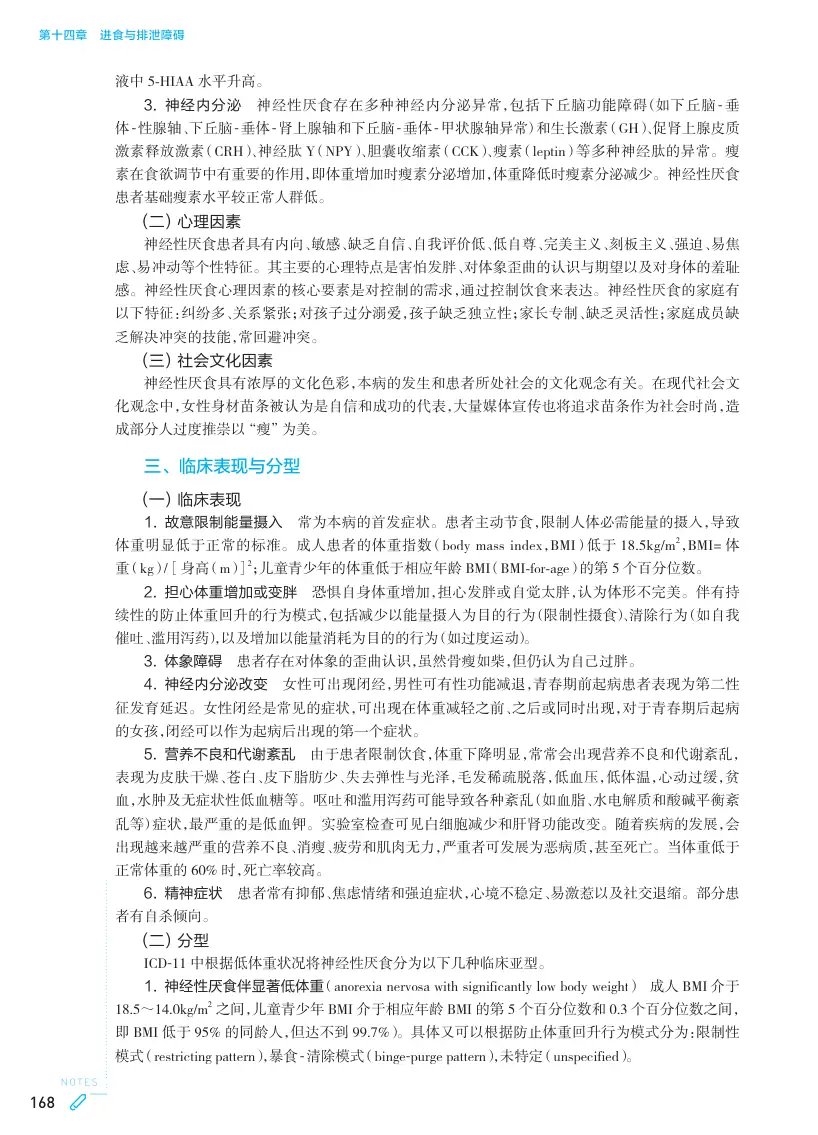 第十四章　进食与排泄障碍
液中 5-HIAA 水平升高。
3. 神经内分泌　神经性厌食存在多种神经内分泌异常，包括下丘脑功能障碍（如下丘脑-垂
体-性腺轴、下丘脑-垂体-肾上腺轴和下丘脑-垂体-甲状腺轴异常）和生长激素（GH）、促肾上腺皮质
激素释放激素（CRH）、神经肽 Y（NPY）、胆囊收缩素（CCK）、瘦素（leptin）等多种神经肽的异常。瘦
素在食欲调节中有重要的作用，即体重增加时瘦素分泌增加，体重降低时瘦素分泌减少。神经性厌食
患者基础瘦素水平较正常人群低。
（二）心理因素
神经性厌食患者具有内向、敏感、缺乏自信、自我评价低、低自尊、完美主义、刻板主义、强迫、易焦
虑、易冲动等个性特征。其主要的心理特点是害怕发胖、对体象歪曲的认识与期望以及对身体的羞耻
感。神经性厌食心理因素的核心要素是对控制的需求，通过控制饮食来表达。神经性厌食的家庭有
以下特征：纠纷多、关系紧张；对孩子过分溺爱，孩子缺乏独立性；家长专制、缺乏灵活性；家庭成员缺
乏解决冲突的技能，常回避冲突。
（三）社会文化因素
神经性厌食具有浓厚的文化色彩，本病的发生和患者所处社会的文化观念有关。在现代社会文
化观念中，女性身材苗条被认为是自信和成功的代表，大量媒体宣传也将追求苗条作为社会时尚，造
成部分人过度推崇以“瘦”为美。
三、临床表现与分型
（一）临床表现
1. 故意限制能量摄入　常为本病的首发症状。患者主动节食，限制人体必需能量的摄入，导致
体重明显低于正常的标准。成人患者的体重指数（body mass index，BMI）低于 18.5kg/m²，BMI= 体
重（kg）/［身高（m）］²；儿童青少年的体重低于相应年龄 BMI（BMI-for-age）的第 5 个百分位数。
2. 担心体重增加或变胖　恐惧自身体重增加，担心发胖或自觉太胖，认为体形不完美。伴有持
续性的防止体重回升的行为模式，包括减少以能量摄入为目的行为（限制性摄食）、清除行为（如自我
催吐、滥用泻药），以及增加以能量消耗为目的的行为（如过度运动）。
3. 体象障碍　患者存在对体象的歪曲认识，虽然骨瘦如柴，但仍认为自己过胖。
4. 神经内分泌改变　女性可出现闭经，男性可有性功能减退，青春期前起病患者表现为第二性
征发育延迟。女性闭经是常见的症状，可出现在体重减轻之前、之后或同时出现，对于青春期后起病
的女孩，闭经可以作为起病后出现的第一个症状。
5. 营养不良和代谢紊乱　由于患者限制饮食，体重下降明显，常常会出现营养不良和代谢紊乱，
表现为皮肤干燥、苍白、皮下脂肪少、失去弹性与光泽，毛发稀疏脱落，低血压，低体温，心动过缓，贫
血，水肿及无症状性低血糖等。呕吐和滥用泻药可能导致各种紊乱（如血脂、水电解质和酸碱平衡紊
乱等）症状，最严重的是低血钾。实验室检查可见白细胞减少和肝肾功能改变。随着疾病的发展，会
出现越来越严重的营养不良、消瘦、疲劳和肌肉无力，严重者可发展为恶病质，甚至死亡。当体重低于
正常体重的 60% 时，死亡率较高。
6. 精神症状　患者常有抑郁、焦虑情绪和强迫症状，心境不稳定、易激惹以及社交退缩。部分患
者有自杀倾向。
（二）分型
ICD-11 中根据低体重状况将神经性厌食分为以下几种临床亚型。
1. 神经性厌食伴显著低体重（anorexia nervosa with significantly low body weight）　成人 BMI 介于
18.5～14.0kg/m² 之间，儿童青少年 BMI 介于相应年龄 BMI 的第 5 个百分位数和 0.3 个百分位数之间，
即 BMI 低于 95% 的同龄人，但达不到 99.7%）。具体又可以根据防止体重回升行为模式分为：限制性
模式（restricting pattern），暴食-清除模式（binge-purge pattern），未特定（unspecified）。
NOTES
168